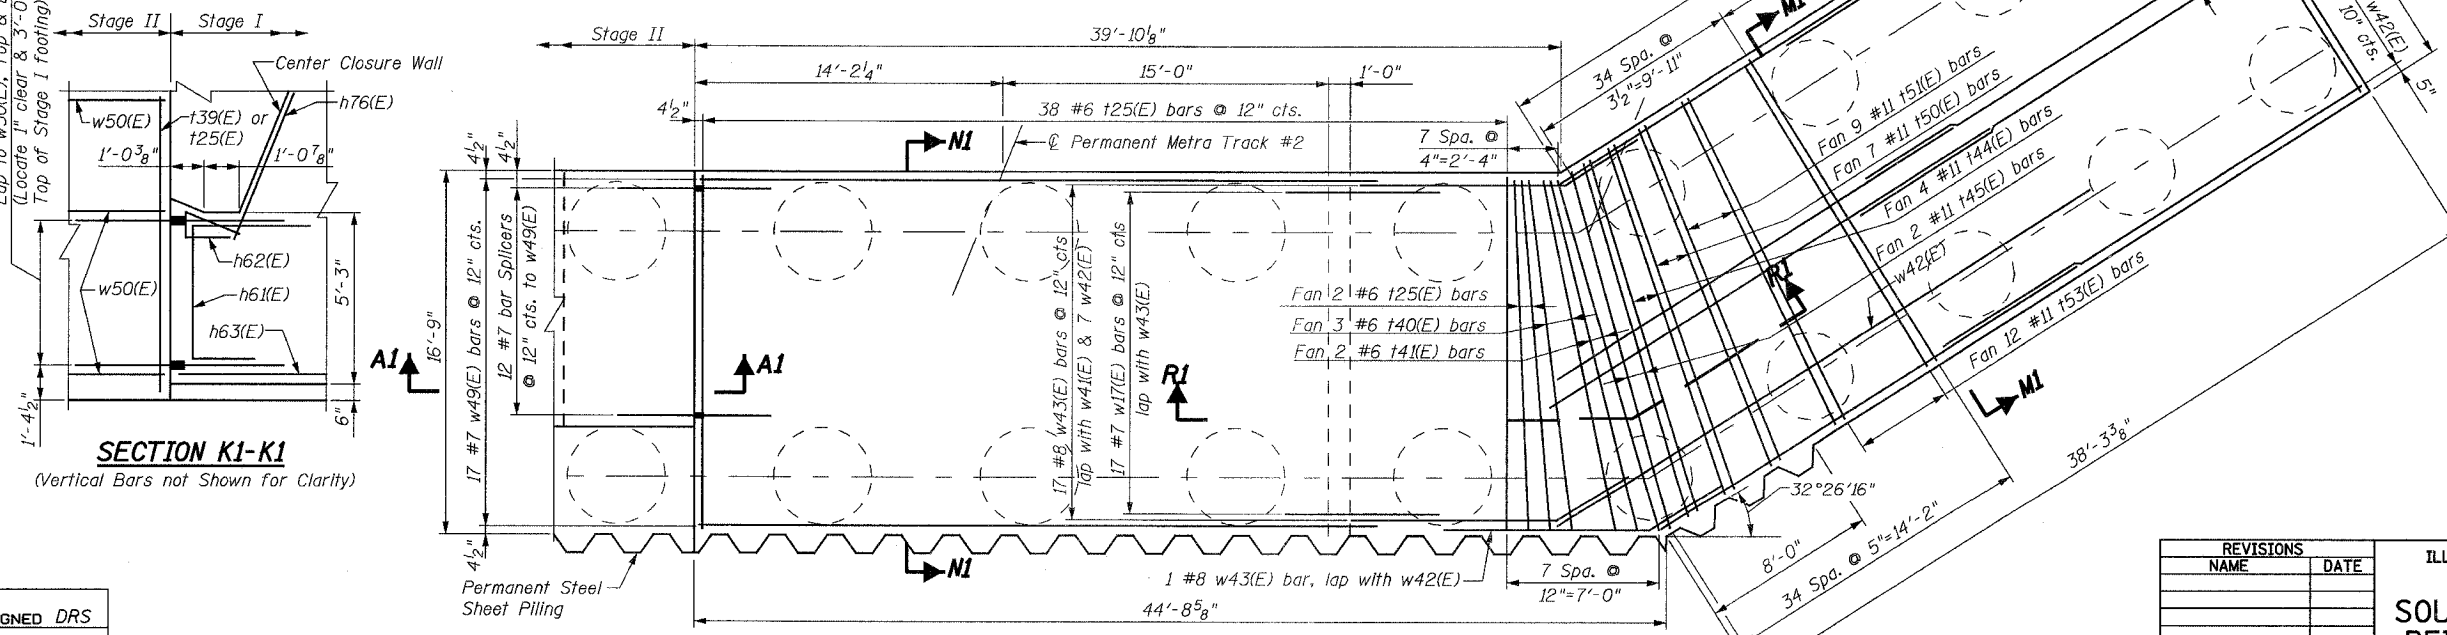 (Locate 1" clear & 3'-0
Top of Stage I footing)
Stage II
Stage I
Center Closure Wall
h76(E)
w50(E)
t39(E) or
t25(E)
1'-0 3/8"
1'-0 7/8"
h62(E)
w50(E)
h61(E)
h63(E)
5'-3"
6"
1'-4 1/2"
SECTION K1-K1
(Vertical Bars not Shown for Clarity)
GNED DRS
Stage II
39'-10 1/8"
14'-2 1/4"
15'-0"
1'-0"
4 1/2"
38 #6 t25(E) bars @ 12" cts.
N1
℄ Permanent Metra Track #2
7 Spa. @
4"=2'-4"
4 1/2"
4 1/2"
16'-9"
17 #7 w49(E) bars @ 12" cts.
12 #7 bar Splicers
@ 12" cts. to w49(E)
A1
A1
17 #8 w43(E) bars @ 12" cts
lap with w41(E) & 7 w42(E)
17 #7 w17(E) bars @ 12" cts
lap with w43(E)
R1
Fan 2 #6 t25(E) bars
Fan 3 #6 t40(E) bars
Fan 2 #6 t41(E) bars
4 1/2"
N1
Permanent Steel
Sheet Piling
1 #8 w43(E) bar, lap with w42(E)
7 Spa. @
12"=7'-0"
44'-8 5/8"
34 Spa. @
3 1/2"=9'-11"
M1
Fan 9 #11 t51(E) bars
Fan 7 #11 t50(E) bars
Fan 4 #11 t44(E) bars
Fan 2 #11 t45(E) bars
w42(E)
R1
Fan 12 #11 t53(E) bars
M1
w42(E)
10" cts.
5"
38'-3 3/8"
32°26'16"
8'-0"
34 Spa. @ 5"=14'-2"
REVISIONS
NAME
DATE
ILL
SOU